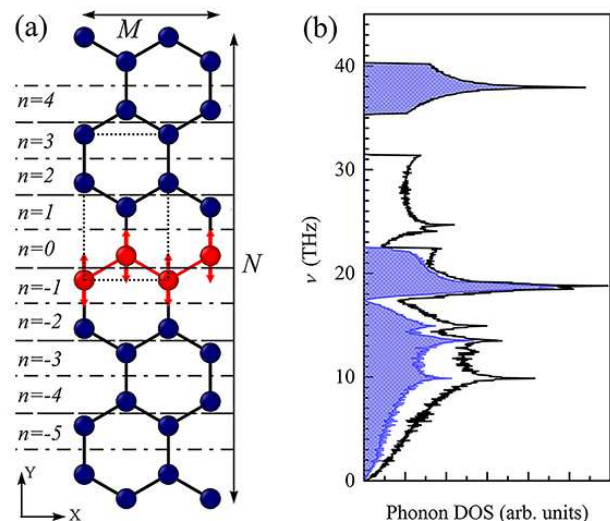 (a)
M
n=4
n=3
n=2
n=1
n=0
n=-1
n=-2
n=-3
n=-4
n=-5
N
Y
X
(b)
40
30
20
10
0
ν (THz)
Phonon DOS (arb. units)